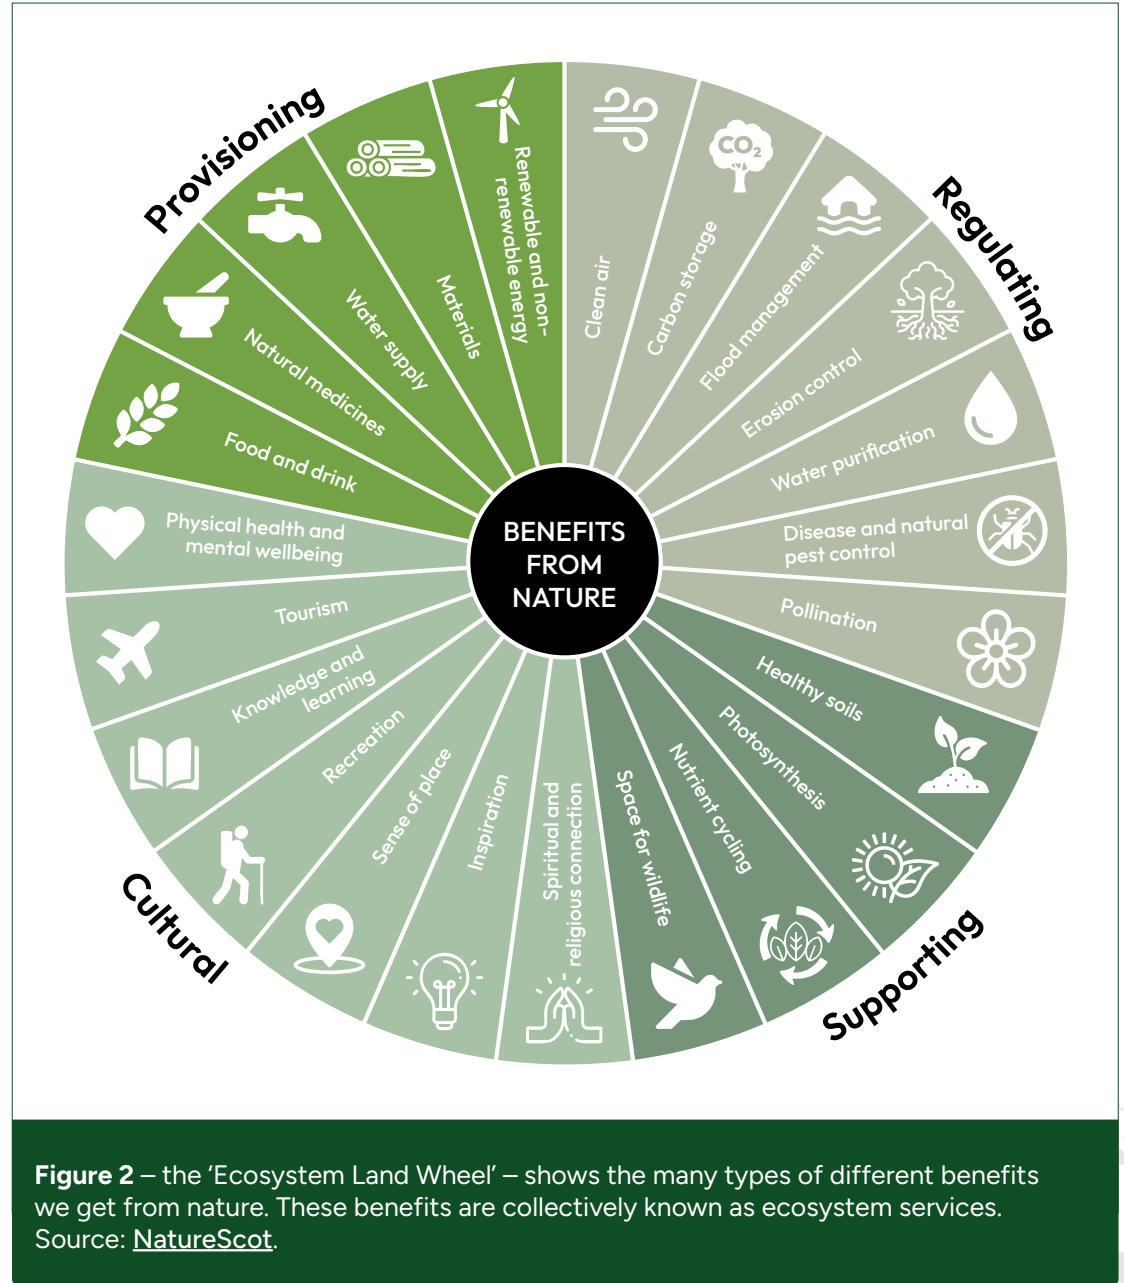 Provisioning
Regulating
Cultural
Supporting
BENEFITS
FROM
NATURE
Renewable and non-
renewable energy
Materials
Water supply
Natural medicines
Food and drink
Clean air
CO₂
Carbon storage
Flood management
Erosion control
Water purification
Disease and natural
pest control
Pollination
Healthy soils
Photosynthesis
Nutrient cycling
Space for wildlife
Spiritual and
religious connection
Inspiration
Sense of place
Recreation
Knowledge and
learning
Tourism
Physical health and
mental wellbeing
Figure 2 – the ‘Ecosystem Land Wheel’ – shows the many types of different benefits
we get from nature. These benefits are collectively known as ecosystem services.
Source: NatureScot.